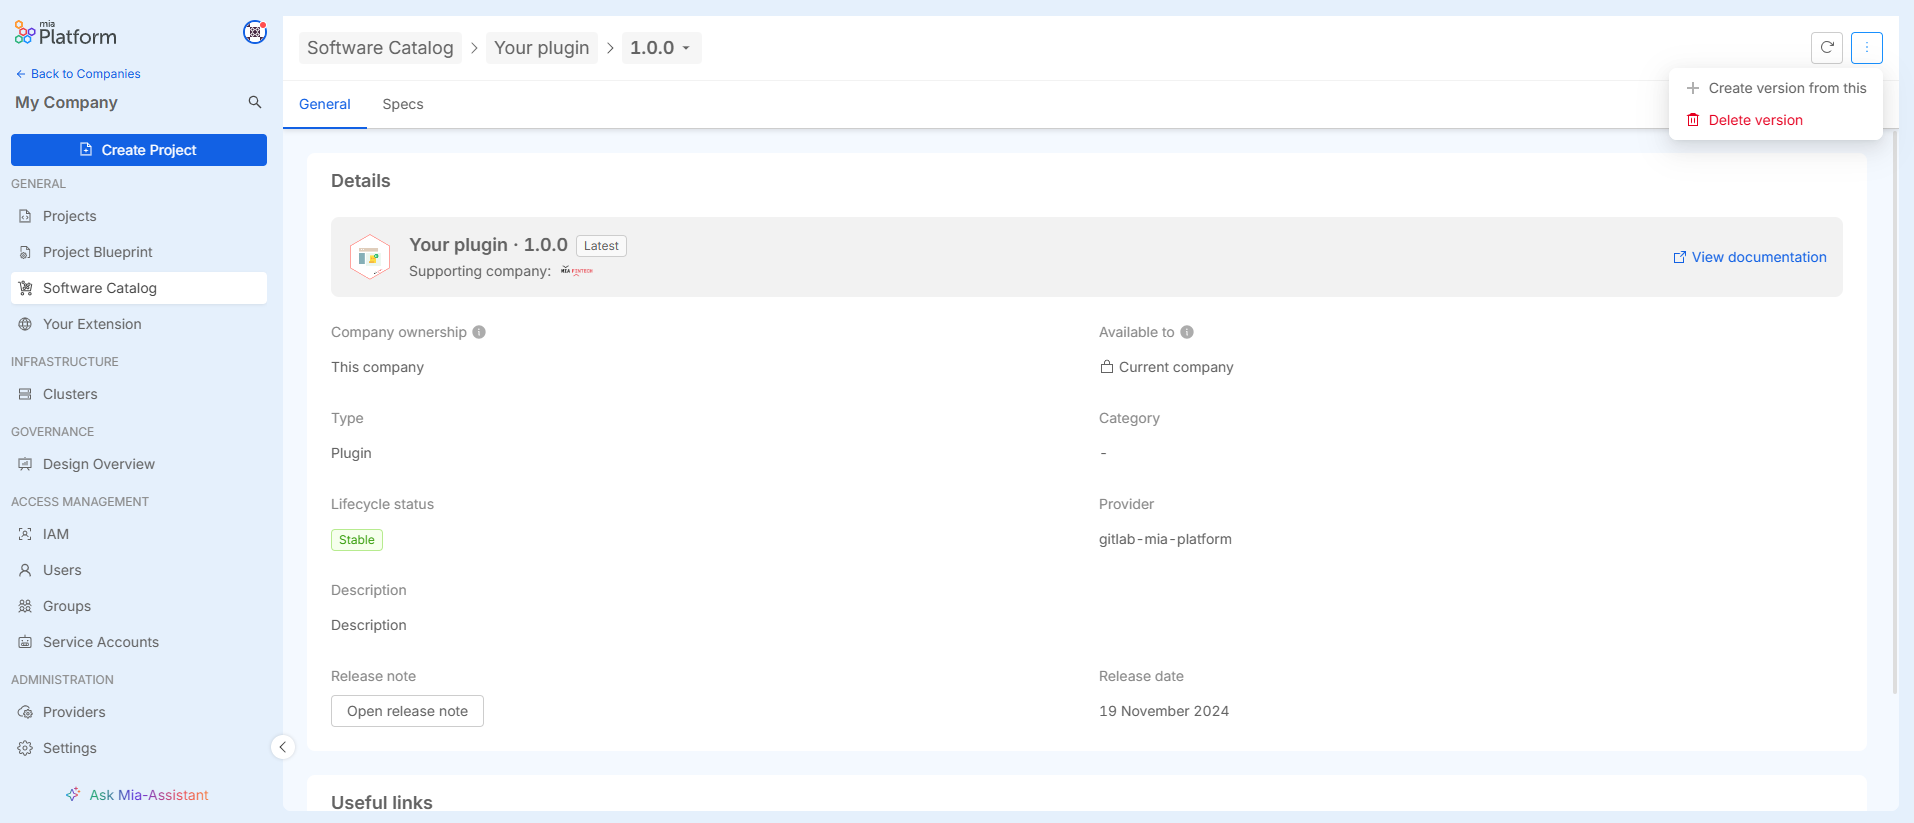 mia
Platform
Back to Companies
My Company
Create Project
GENERAL
Projects
Project Blueprint
Software Catalog
Your Extension
INFRASTRUCTURE
Clusters
GOVERNANCE
Design Overview
ACCESS MANAGEMENT
IAM
Users
Groups
Service Accounts
ADMINISTRATION
Providers
Settings
Ask Mia-Assistant
Software Catalog
Your plugin
1.0.0
Create version from this
Delete version
General
Specs
Details
Your plugin · 1.0.0
Latest
Supporting company:
MIA FINTECH
View documentation
Company ownership
This company
Available to
Current company
Type
Plugin
Category
-
Lifecycle status
Stable
Provider
gitlab-mia-platform
Description
Description
Release note
Open release note
Release date
19 November 2024
Useful links